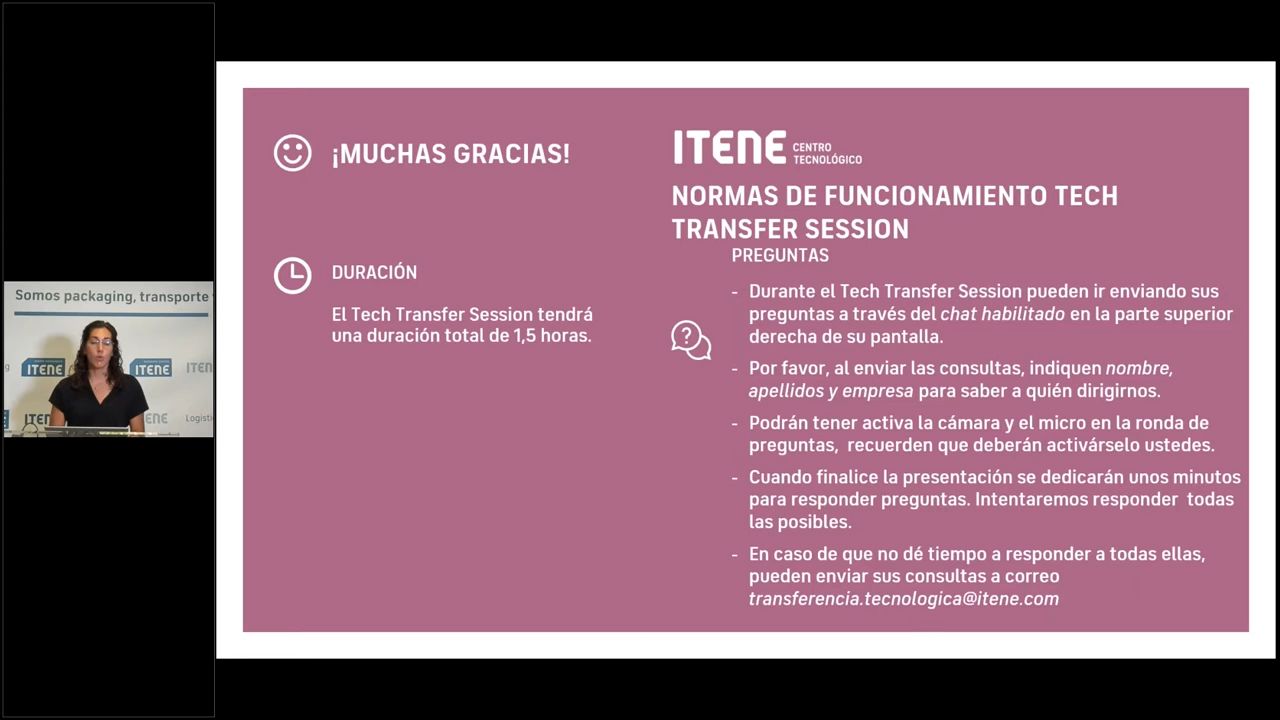 Somos packaging, transporte
ITENE
ITENE
ITENE
ITENE
ENE
Logist
¡MUCHAS GRACIAS!
DURACIÓN
El Tech Transfer Session tendrá
una duración total de 1,5 horas.
ITENE CENTRO
TECNOLÓGICO
NORMAS DE FUNCIONAMIENTO TECH
TRANSFER SESSION
PREGUNTAS
- Durante el Tech Transfer Session pueden ir enviando sus
preguntas a través del chat habilitado en la parte superior
derecha de su pantalla.
- Por favor, al enviar las consultas, indiquen nombre,
apellidos y empresa para saber a quién dirigirnos.
- Podrán tener activa la cámara y el micro en la ronda de
preguntas, recuerden que deberán activárselo ustedes.
- Cuando finalice la presentación se dedicarán unos minutos
para responder preguntas. Intentaremos responder todas
las posibles.
- En caso de que no dé tiempo a responder a todas ellas,
pueden enviar sus consultas a correo
transferencia.tecnologica@itene.com